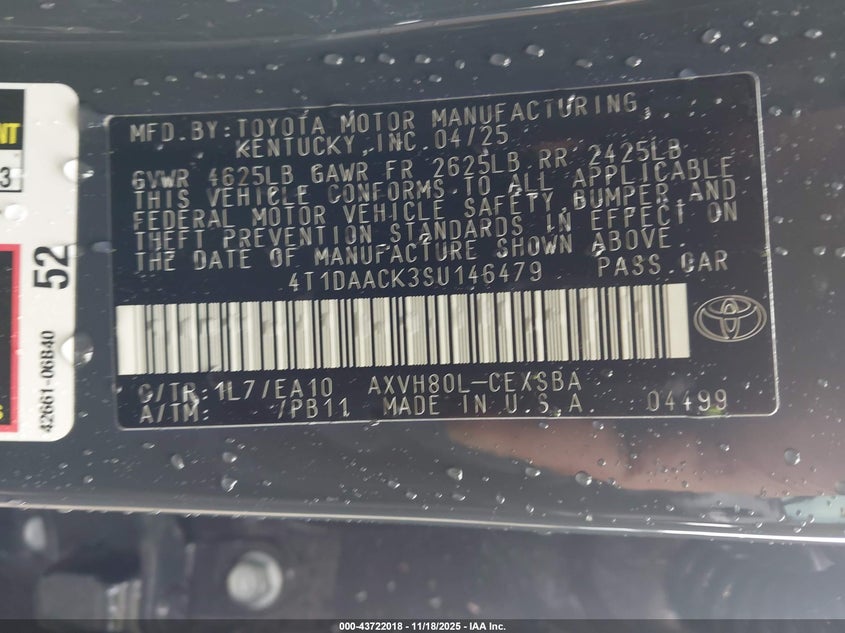 NT
3
52
42661-06B40
S
MFD.BY:TOYOTA MOTOR MANUFACTURING,
KENTUCKY,INC.04/25
GVWR 4625LB GAWR FR 2625LB RR 2425LB
THIS VEHICLE CONFORMS TO ALL APPLICABLE
FEDERAL MOTOR VEHICLE SAFETY,BUMPER,AND
THEFT PREVENTION STANDARDS IN EFFECT ON
THE DATE OF MANUFACTURE SHOWN ABOVE.
4T1DAACK3SU146479 PASS.CAR
C/TR:1L7/EA10 AXVH80L-CEXSBA
A/TM: /PB11 MADE IN U.S.A. 04499
000-43722018 - 11/18/2025 - IAA Inc.